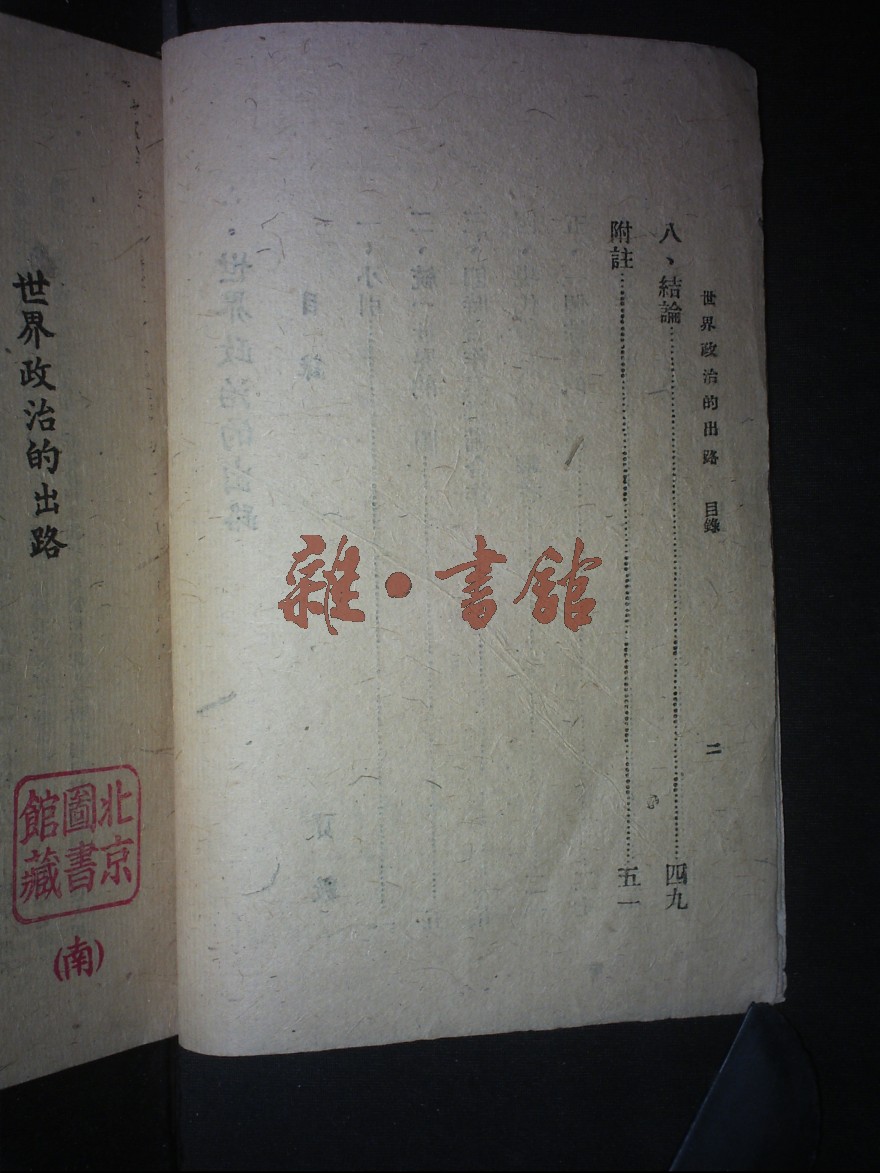 世界政治的出路 目錄 二
八、結論……四九
附註……五一
雜·書館
世界政治的出路
北京
圖書
館藏
(南)